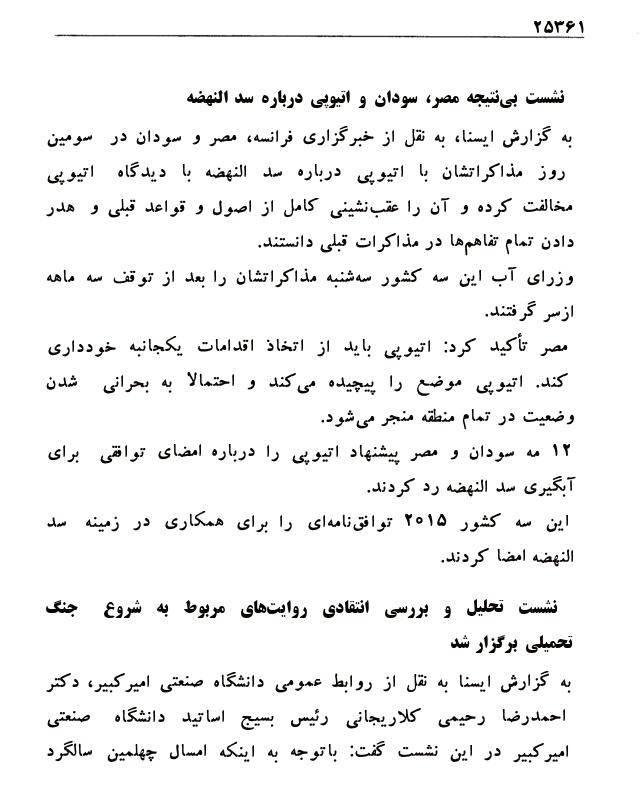 ۲۵۳۶۱
نشست بی‌نتیجه مصر، سودان و اتیوپی درباره سد النهضه
به گزارش ایسنا، به نقل از خبرگزاری فرانسه، مصر و سودان در سومین
روز مذاکراتشان با اتیوپی درباره سد النهضه با دیدگاه اتیوپی
مخالفت کرده و آن را عقب‌نشینی کامل از اصول و قواعد قبلی و هدر
دادن تمام تفاهم‌ها در مذاکرات قبلی دانستند.
وزرای آب این سه کشور سه‌شنبه مذاکراتشان را بعد از توقف سه ماهه
ازسر گرفتند.
مصر تأکید کرد: اتیوپی باید از اتخاذ اقدامات یکجانبه خودداری
کند. اتیوپی موضع را پیچیده می‌کند و احتمالا به بحرانی شدن
وضعیت در تمام منطقه منجر می‌شود.
۱۲ مه سودان و مصر پیشنهاد اتیوپی را درباره امضای توافقی برای
آبگیری سد النهضه رد کردند.
این سه کشور ۲۰۱۵ توافق‌نامه‌ای را برای همکاری در زمینه سد
النهضه امضا کردند.
نشست تحلیل و بررسی انتقادی روایت‌های مربوط به شروع جنگ
تحمیلی برگزار شد
به گزارش ایسنا به نقل از روابط عمومی دانشگاه صنعتی امیرکبیر، دکتر
احمدرضا رحیمی کلاریجانی رئیس بسیج اساتید دانشگاه صنعتی
امیرکبیر در این نشست گفت: باتوجه به اینکه امسال چهلمین سالگرد